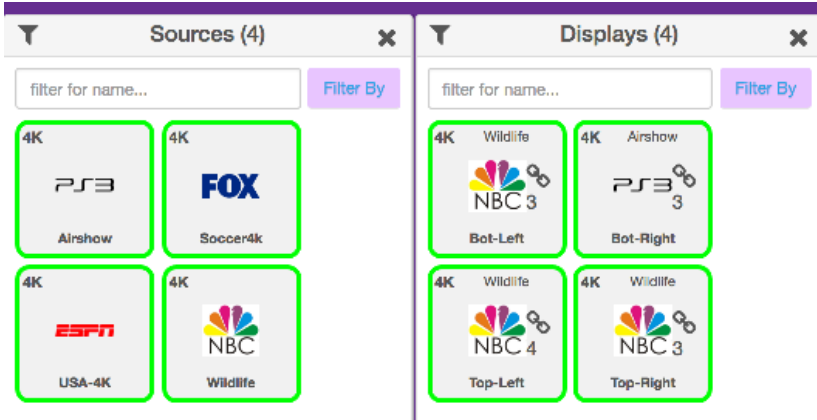 Sources (4)
filter for name...
Filter By
4K
PS3
Airshow
4K
FOX
Soccer4k
4K
ESPN
USA-4K
4K
NBC
Wildlife
Displays (4)
filter for name...
Filter By
4K Wildlife
NBC 3
Bot-Left
4K Airshow
PS3
3
Bot-Right
4K Wildlife
NBC 4
Top-Left
4K Wildlife
NBC 3
Top-Right